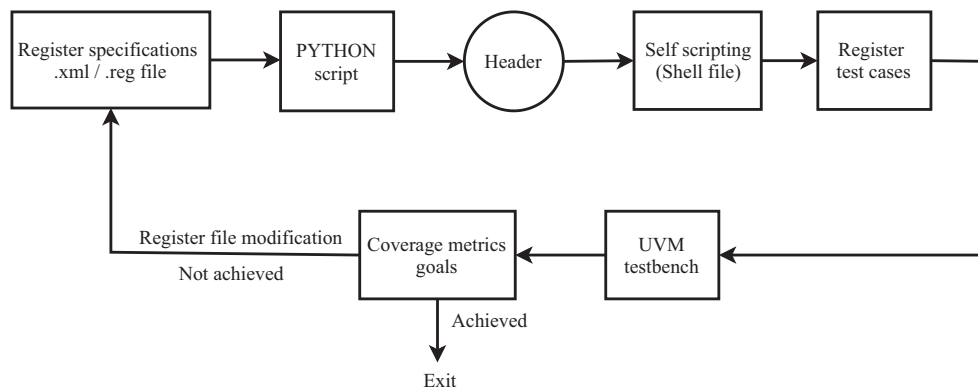 Register specifications
.xml / .reg file
PYTHON
script
Header
Self scripting
(Shell file)
Register
test cases
Register file modification
Not achieved
Coverage metrics
goals
UVM
testbench
Achieved
Exit